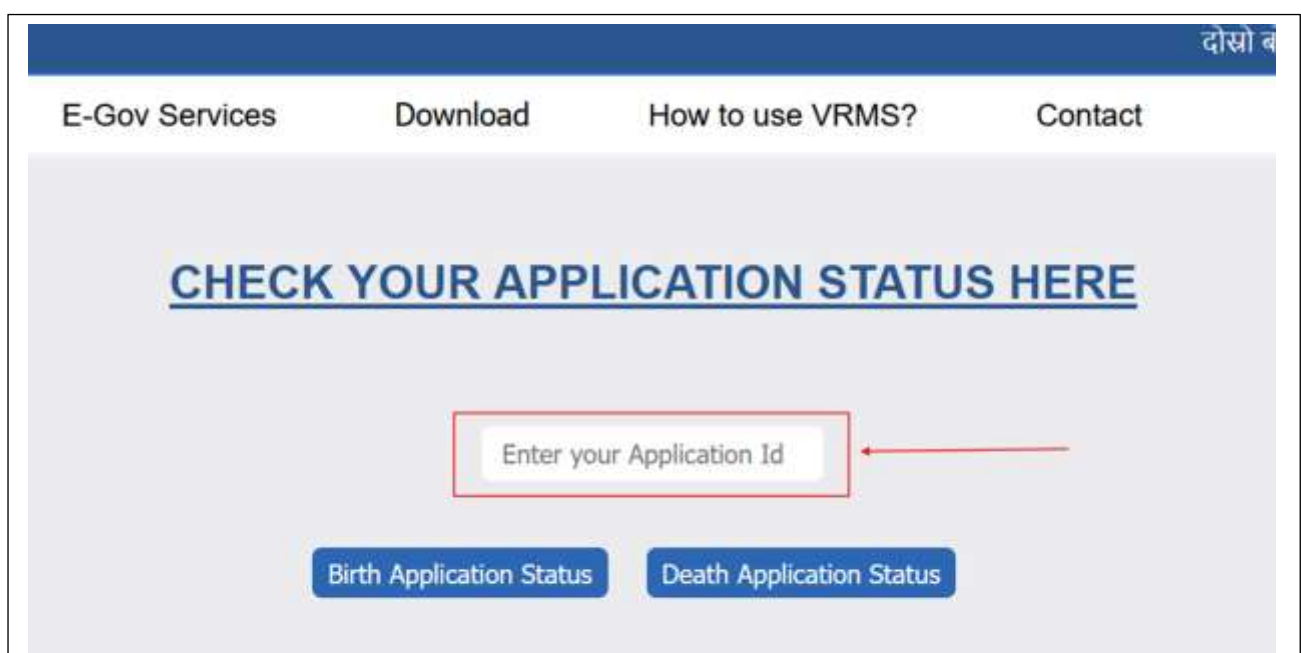 दोस्रो
E-Gov Services Download How to use VRMS? Contact
CHECK YOUR APPLICATION STATUS HERE
Enter your Application Id
Birth Application Status Death Application Status